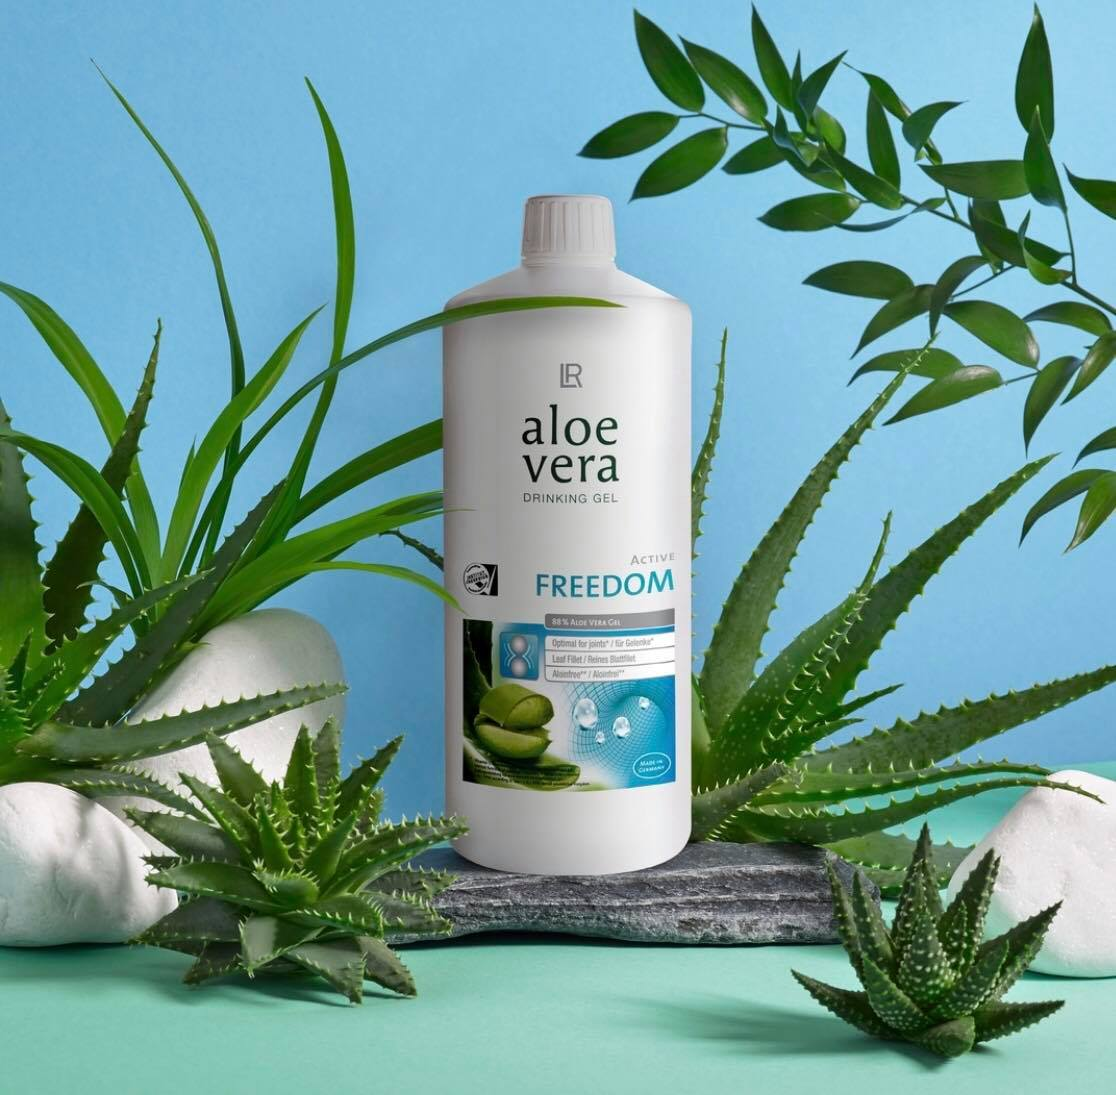 LR
aloe
vera
DRINKING GEL
ACTIVE
FREEDOM
88% ALOE VERA GEL
Optimal for joints* / für Gelenke*
Leaf Fillet / Reines Blattfilet
Aloinfree** / Aloinfrei**
MADE IN
GERMANY